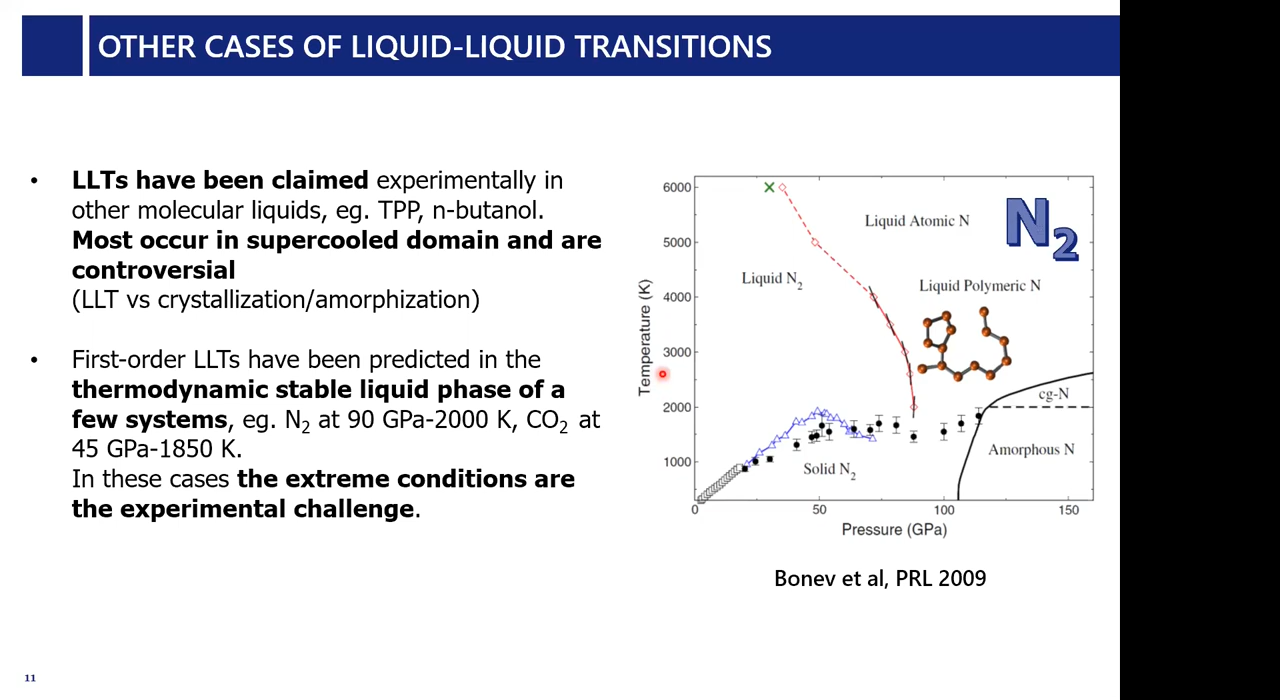 OTHER CASES OF LIQUID-LIQUID TRANSITIONS
• LLTs have been claimed experimentally in
other molecular liquids, eg. TPP, n-butanol.
Most occur in supercooled domain and are
controversial
(LLT vs crystallization/amorphization)
• First-order LLTs have been predicted in the
thermodynamic stable liquid phase of a
few systems, eg. N₂ at 90 GPa-2000 K, CO₂ at
45 GPa-1850 K.
In these cases the extreme conditions are
the experimental challenge.
6000
5000
4000
3000
2000
1000
Temperature (K)
Liquid Atomic N
N₂
Liquid N₂
Liquid Polymeric N
cg-N
Amorphous N
Solid N₂
0
50
100
150
Pressure (GPa)
Bonev et al, PRL 2009
11